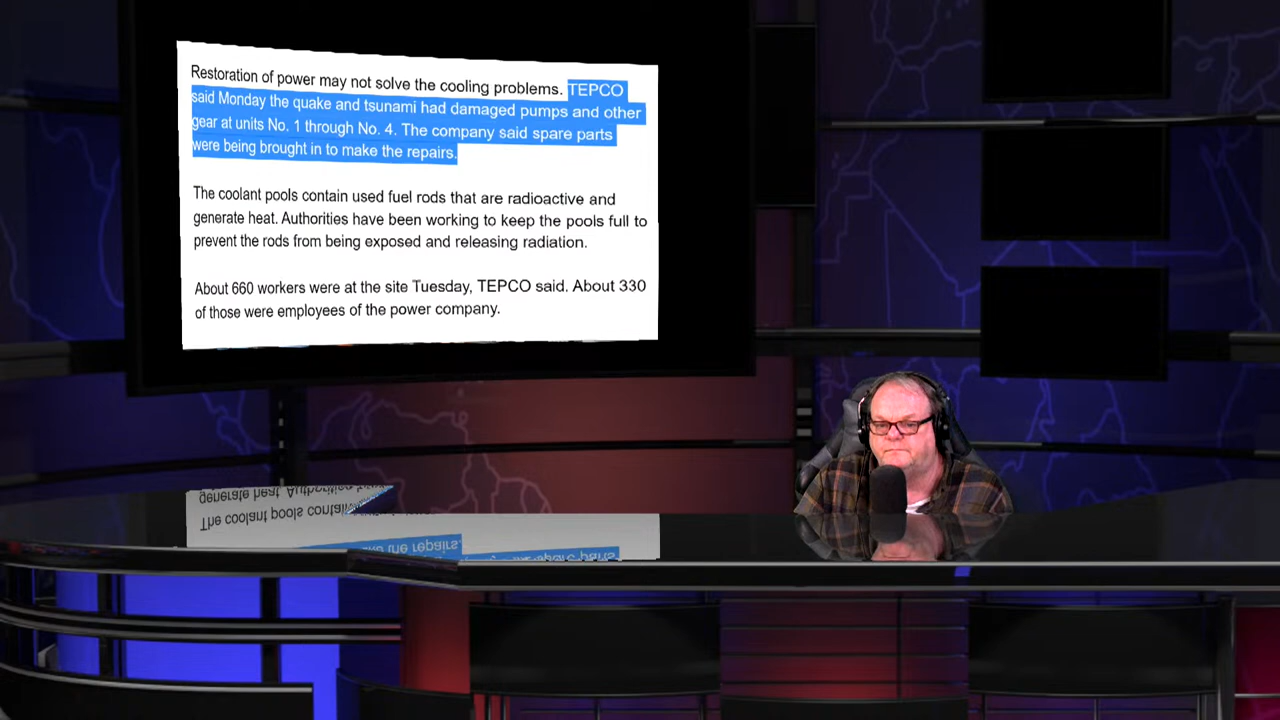 Restoration of power may not solve the cooling problems. TEPCO
said Monday the quake and tsunami had damaged pumps and other
gear at units No. 1 through No. 4. The company said spare parts
were being brought in to make the repairs.
The coolant pools contain used fuel rods that are radioactive and
generate heat. Authorities have been working to keep the pools full to
prevent the rods from being exposed and releasing radiation.
About 660 workers were at the site Tuesday, TEPCO said. About 330
of those were employees of the power company.